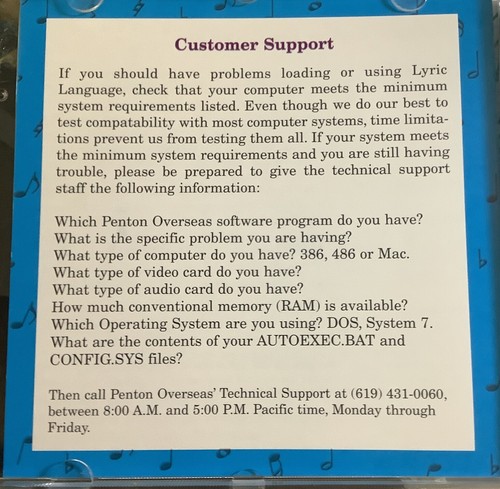 Customer Support
If you should have problems loading or using Lyric
Language, check that your computer meets the minimum
system requirements listed. Even though we do our best to
test compatability with most computer systems, time limita-
tions prevent us from testing them all. If your system meets
the minimum system requirements and you are still having
trouble, please be prepared to give the technical support
staff the following information:
Which Penton Overseas software program do you have?
What is the specific problem you are having?
What type of computer do you have? 386, 486 or Mac.
What type of video card do you have?
What type of audio card do you have?
How much conventional memory (RAM) is available?
Which Operating System are you using? DOS, System 7.
What are the contents of your AUTOEXEC.BAT and
CONFIG.SYS files?
Then call Penton Overseas' Technical Support at (619) 431-0060,
between 8:00 A.M. and 5:00 P.M. Pacific time, Monday through
Friday.